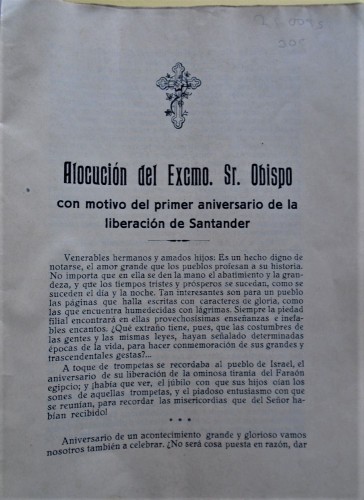 Alocución del Excmo. Sr. Obispo
con motivo del primer aniversario de la
liberación de Santander
Venerables hermanos y amados hijos: Es un hecho digno de
notarse, el amor grande que los pueblos profesan a su historia.
No importa que en ella se den la mano el abatimiento y la gran-
deza, y que los tiempos tristes y prósperos se sucedan, como se
suceden el día y la noche. Tan interesantes son para un pueblo
las páginas que halla escritas con caracteres de gloria, como
las que encuentra humedecidas con lágrimas. Siempre la piedad
filial encontrará en ellas provechosísimas enseñanzas e inefa-
bles encantos. ¿Qué extraño tiene, pues, que las costumbres de
las gentes y las mismas leyes, hayan señalado determinadas
épocas de la vida, para hacer conmemoración de sus grandes y
trascendentales gestas?...
A toque de trompetas se recordaba al pueblo de Israel, el
aniversario de su liberación de la ominosa tiranía del Faraón
egipcio; y ¡había que ver, el júbilo con que sus hijos oían los
sones de aquellas trompetas, y el piadoso entusiasmo con que
se reunían, para recordar las misericordias que del Señor ha-
bían recibido!
* * *
Aniversario de un acontecimiento grande y glorioso vamos
nosotros también a celebrar. ¿No será cosa puesta en razón, dar